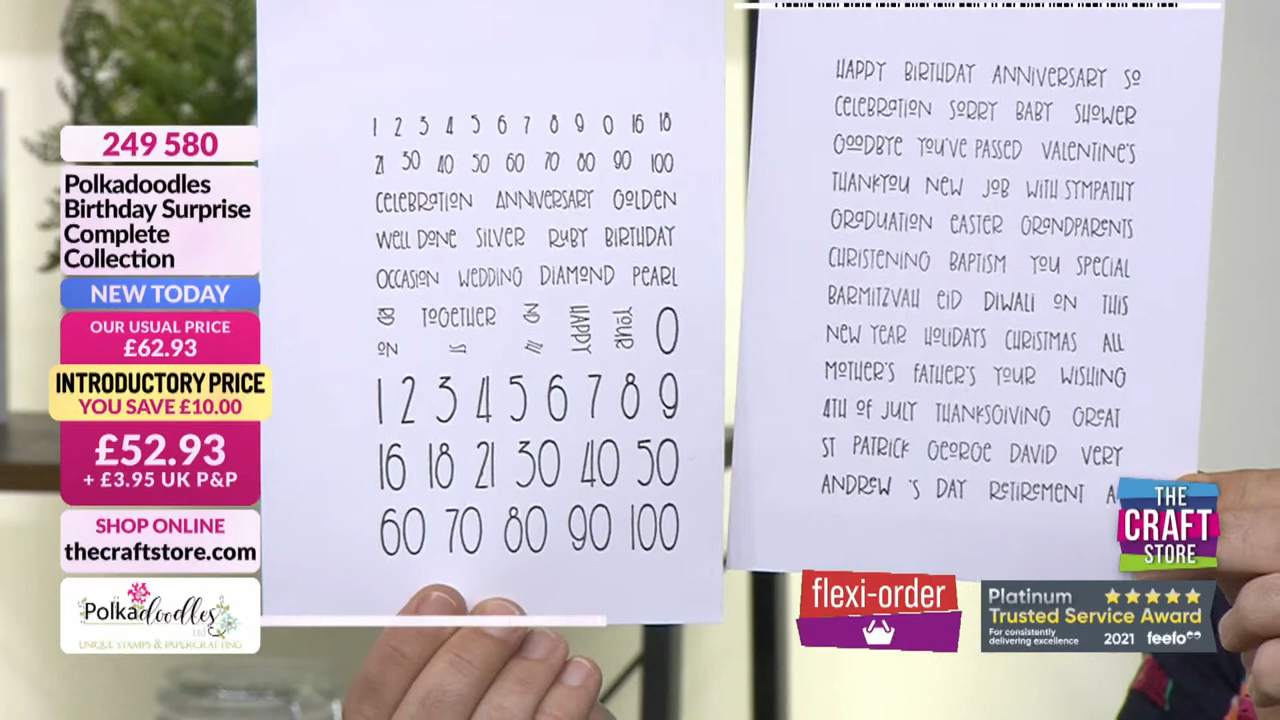 249 580
Polkadoodles
Birthday Surprise
Complete
Collection
NEW TODAY
OUR USUAL PRICE
£62.93
INTRODUCTORY PRICE
YOU SAVE £10.00
£52.93
+ £3.95 UK P&P
SHOP ONLINE
thecraftstore.com
Polkadoodles
UNIQUE STAMPS & PAPERCRAFTING
1 2 3 4 5 6 7 8 9 0 16 18
21 30 40 50 60 70 80 90 100
CELEBRATION ANNIVERSARY GOLDEN
WELL DONE SILVER RUBY BIRTHDAY
OCCASION WEDDING DIAMOND PEARL
TOGETHER HAPPY YOUR 0
ON
1 2 3 4 5 6 7 8 9
16 18 21 30 40 50
60 70 80 90 100
HAPPY BIRTHDAY ANNIVERSARY SO
CELEBRATION SORRY BABY SHOWER
GOODBYE YOU'VE PASSED VALENTINE'S
THANKYOU NEW JOB WITH SYMPATHY
GRADUATION EASTER GRANDPARENTS
CHRISTENING BAPTISM YOU SPECIAL
BARMITZVAH EID DIWALI ON THIS
NEW YEAR HOLIDAYS CHRISTMAS ALL
MOTHER'S FATHER'S YOUR WISHING
4TH OF JULY THANKSGIVING GREAT
ST PATRICK GEORGE DAVID VERY
ANDREW 'S DAY RETIREMENT A
THE
CRAFT
STORE
flexi-order
Platinum
Trusted Service Award
For consistently
delivering excellence
2021 feefo